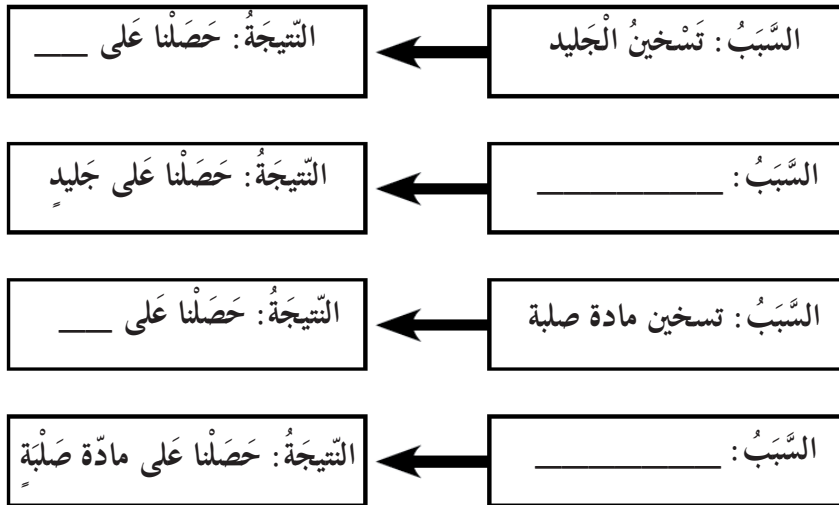 السَّبَبُ: تَسْخينُ الْجَليد
النّتيجَةُ: حَصَلْنا عَلى ___
السَّبَبُ: ___________
النّتيجَةُ: حَصَلْنا عَلى جَليدٍ
السَّبَبُ: تسخين مادة صلبة
النّتيجَةُ: حَصَلْنا عَلى ___
السَّبَبُ: ___________
النّتيجَةُ: حَصَلْنا عَلى مادّة صَلْبَةٍ